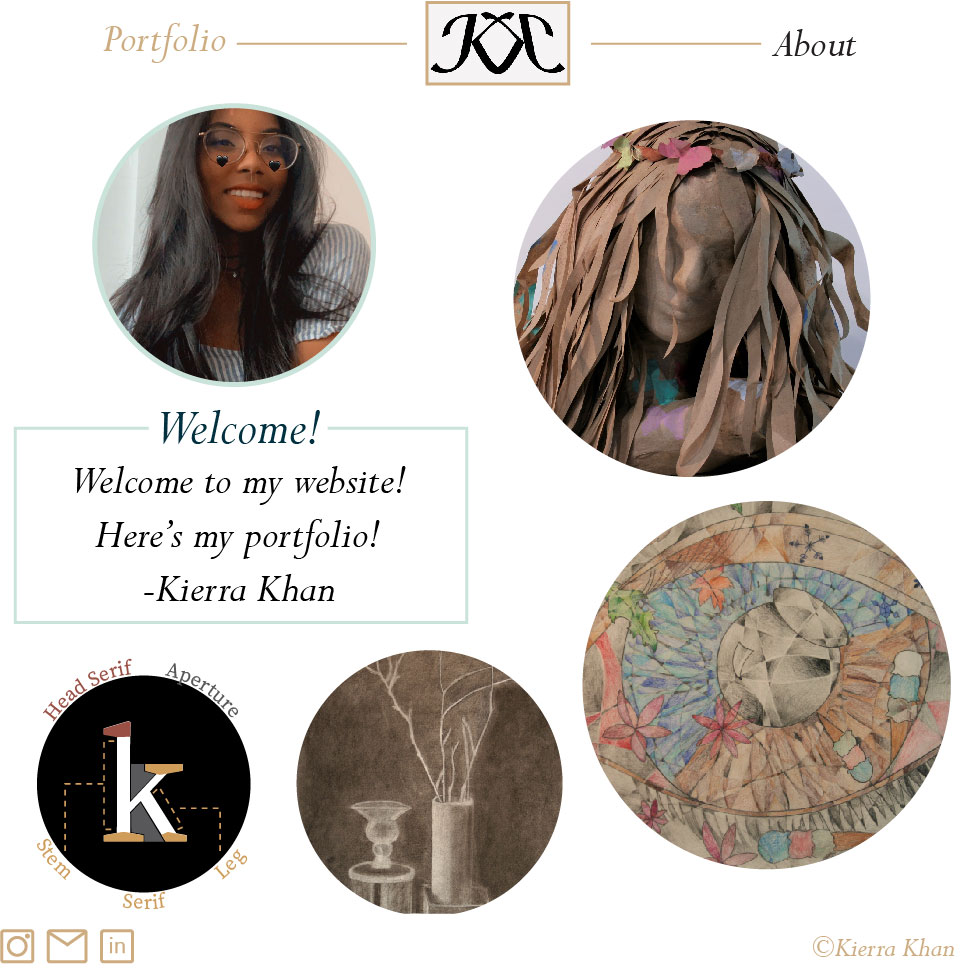 Portfolio
KK
About
Welcome!
Welcome to my website!
Here's my portfolio!
-Kierra Khan
Head Serif
Aperture
k
Stem
Serif
Leg
in
©Kierra Khan